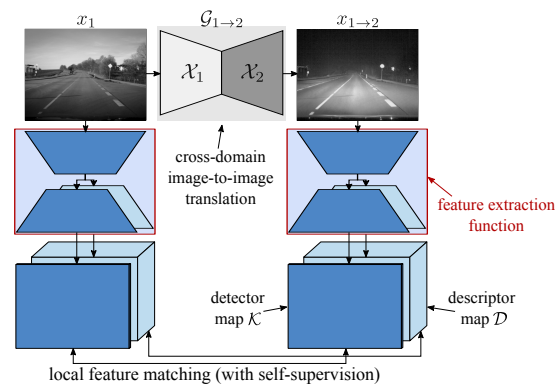 x₁
𝒢₁→₂
x₁→₂
𝒳₁
𝒳₂
cross-domain
image-to-image
translation
feature extraction
function
detector
map 𝒦
descriptor
map 𝒟
local feature matching (with self-supervision)